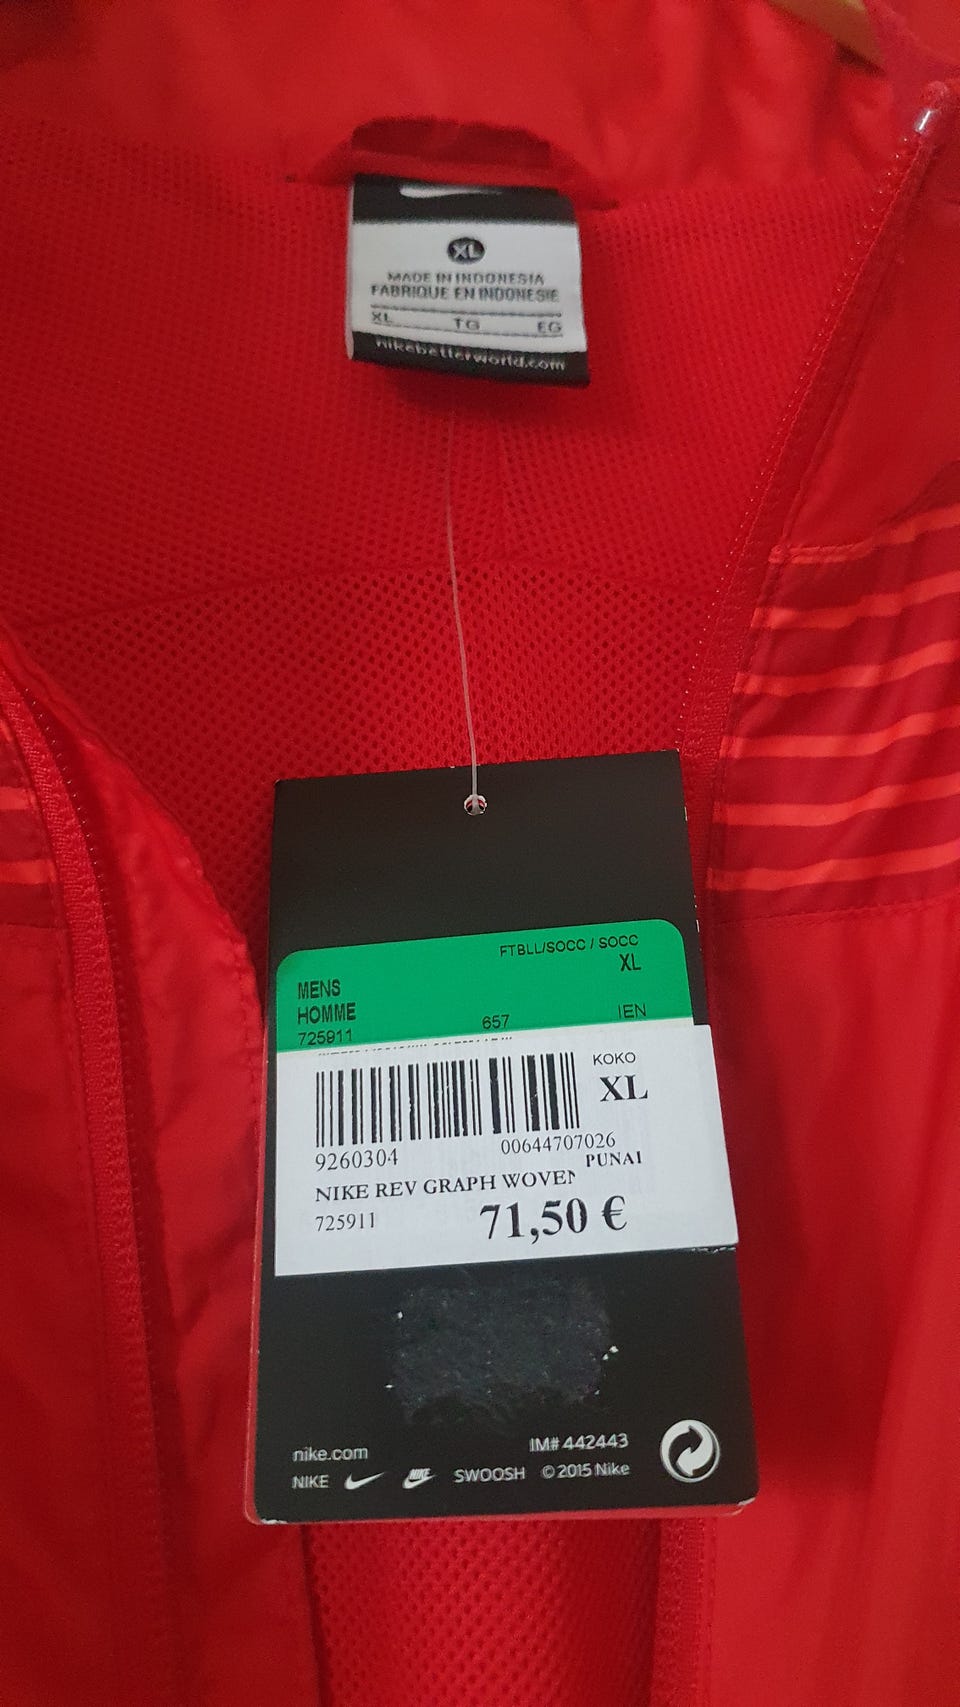 XL
MADE IN INDONESIA
FABRIQUE EN INDONESIE
XL TG EG
nikebetterworld.com
FTBLL/SOCC / SOCC
XL
MENS
HOMME
725911 657 IEN
KOKO
XL
9260304 00644707026
PUNAI
NIKE REV GRAPH WOVEN
725911 71,50 €
nike.com IM# 442443
NIKE NIKE SWOOSH © 2015 Nike